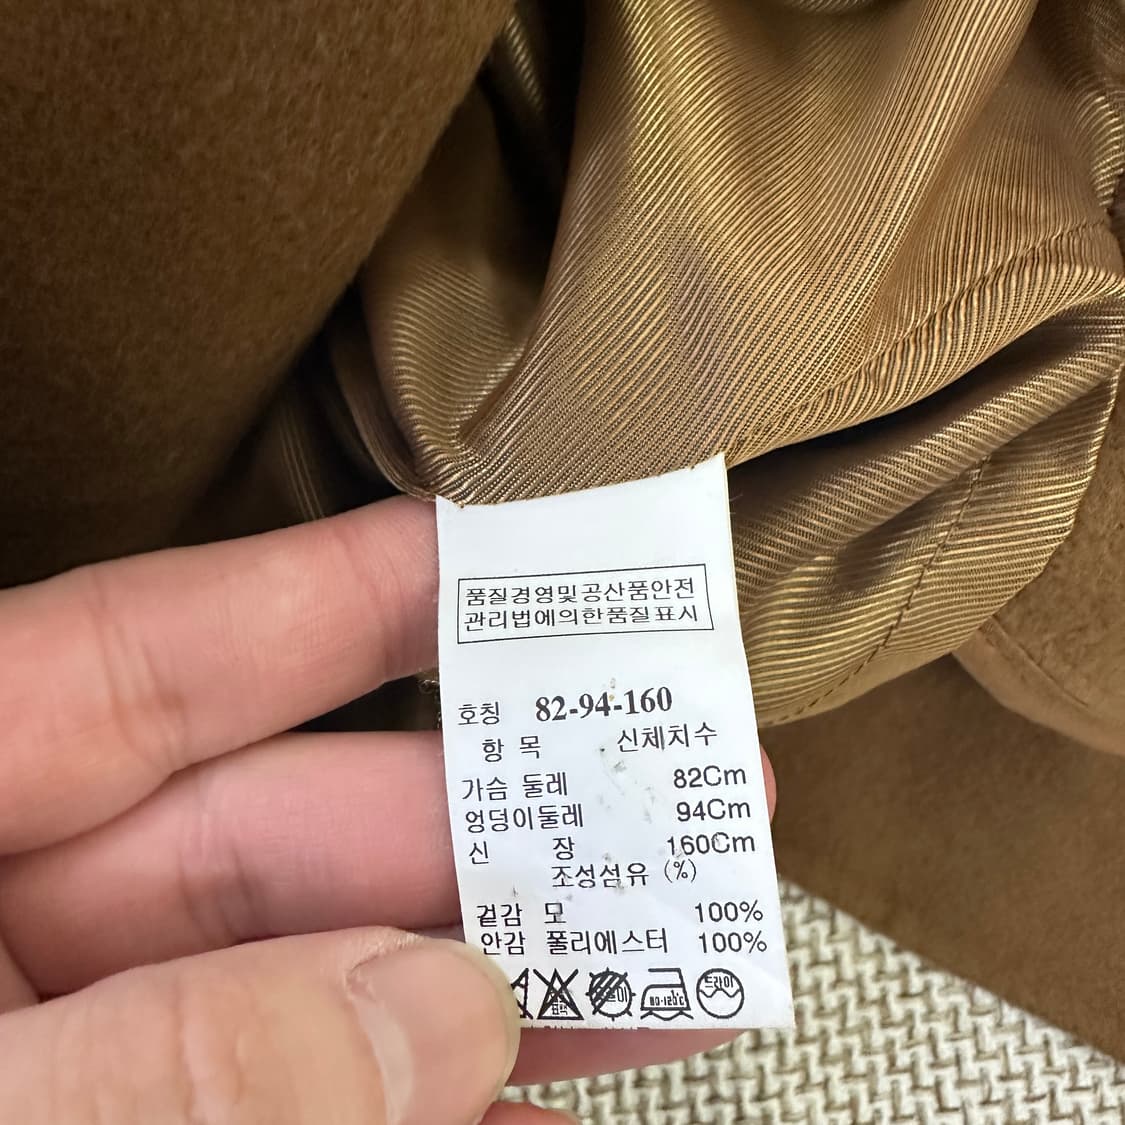 품질경영및공산품안전
관리법에의한품질표시
호칭 82-94-160
항 목 신체치수
가슴 둘레 82Cm
엉덩이둘레 94Cm
신 장 160Cm
조성섬유 (%)
겉감 모 100%
안감 폴리에스터 100%
표백 드라이